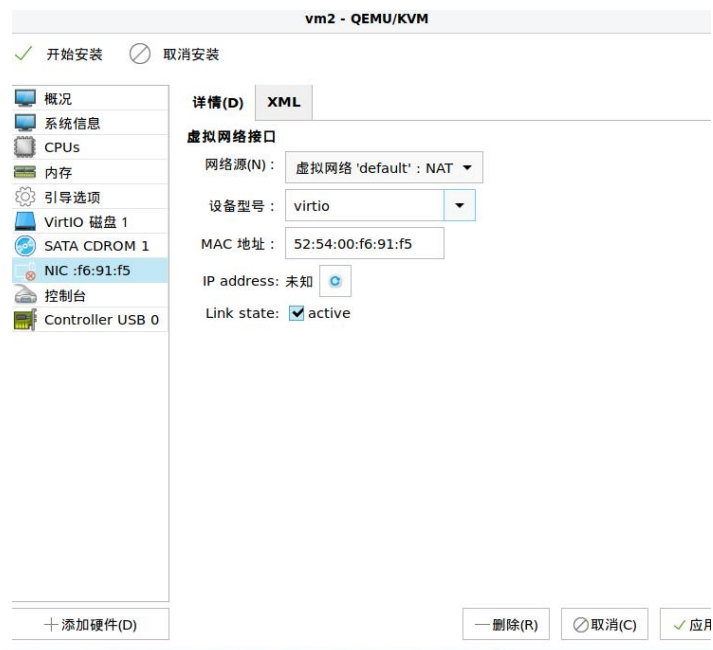 vm2 - QEMU/KVM
开始安装 取消安装
概况
系统信息
CPUs
内存
引导选项
VirtIO 磁盘 1
SATA CDROM 1
NIC :f6:91:f5
控制台
Controller USB 0
添加硬件(D)
详情(D) XML
虚拟网络接口
网络源(N)： 虚拟网络 'default'：NAT
设备型号： virtio
MAC 地址： 52:54:00:f6:91:f5
IP address: 未知
Link state: active
删除(R) 取消(C) 应用